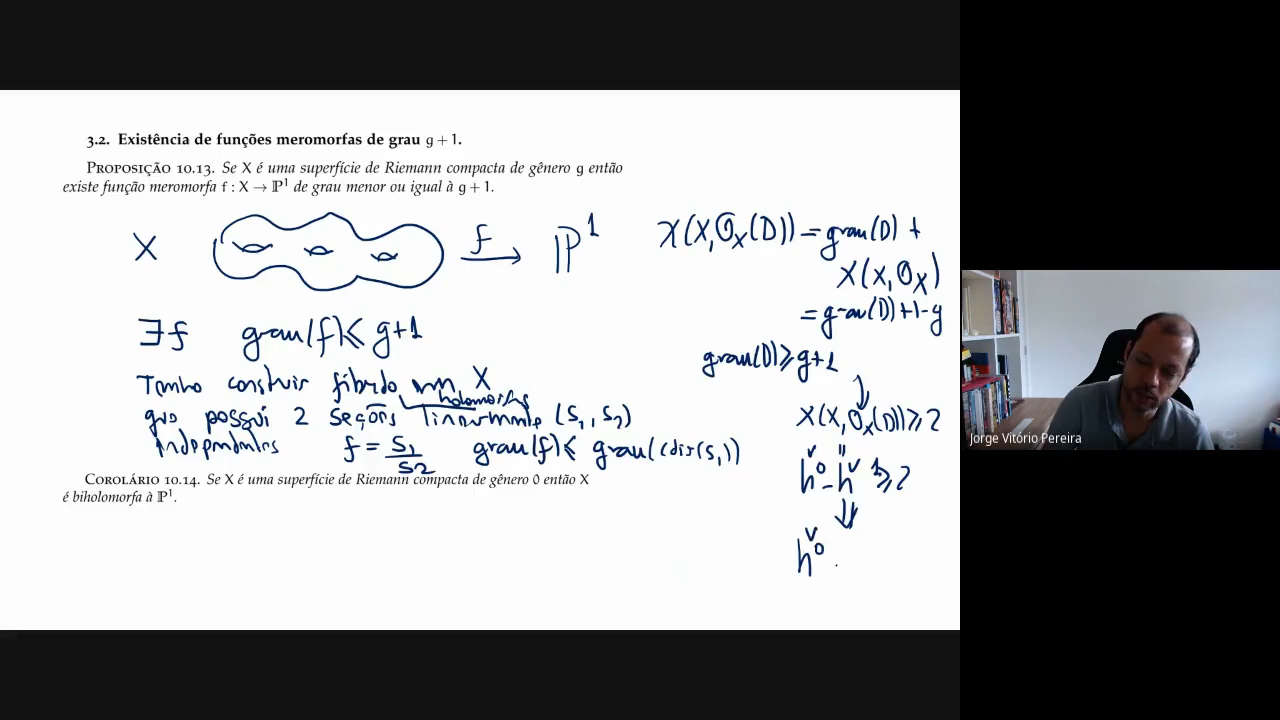 3.2. Existência de funções meromorfas de grau g + 1.
PROPOSIÇÃO 10.13. Se X é uma superfície de Riemann compacta de gênero g então
existe função meromorfa f : X → ℙ¹ de grau menor ou igual à g + 1.
X f → ℙ¹
∃ f grau(f) ≤ g+1
Tenho construir fibrado em X
holomorfas
que possui 2 seções linearmente (s₁, s₂)
independentes f = s₁/s₂ grau(f) ≤ grau(div(s₁))
COROLÁRIO 10.14. Se X é uma superfície de Riemann compacta de gênero 0 então X
é biholomorfa à ℙ¹.
χ(X, O_X(D)) = grau(D) +
χ(X, O_X)
= grau(D) + 1 - g
grau(D) ≥ g+1
χ(X, O_X(D)) ≥ 2
ȟ⁰ - ȟ¹ ≥ 2
⇓
ȟ⁰
Jorge Vitório Pereira